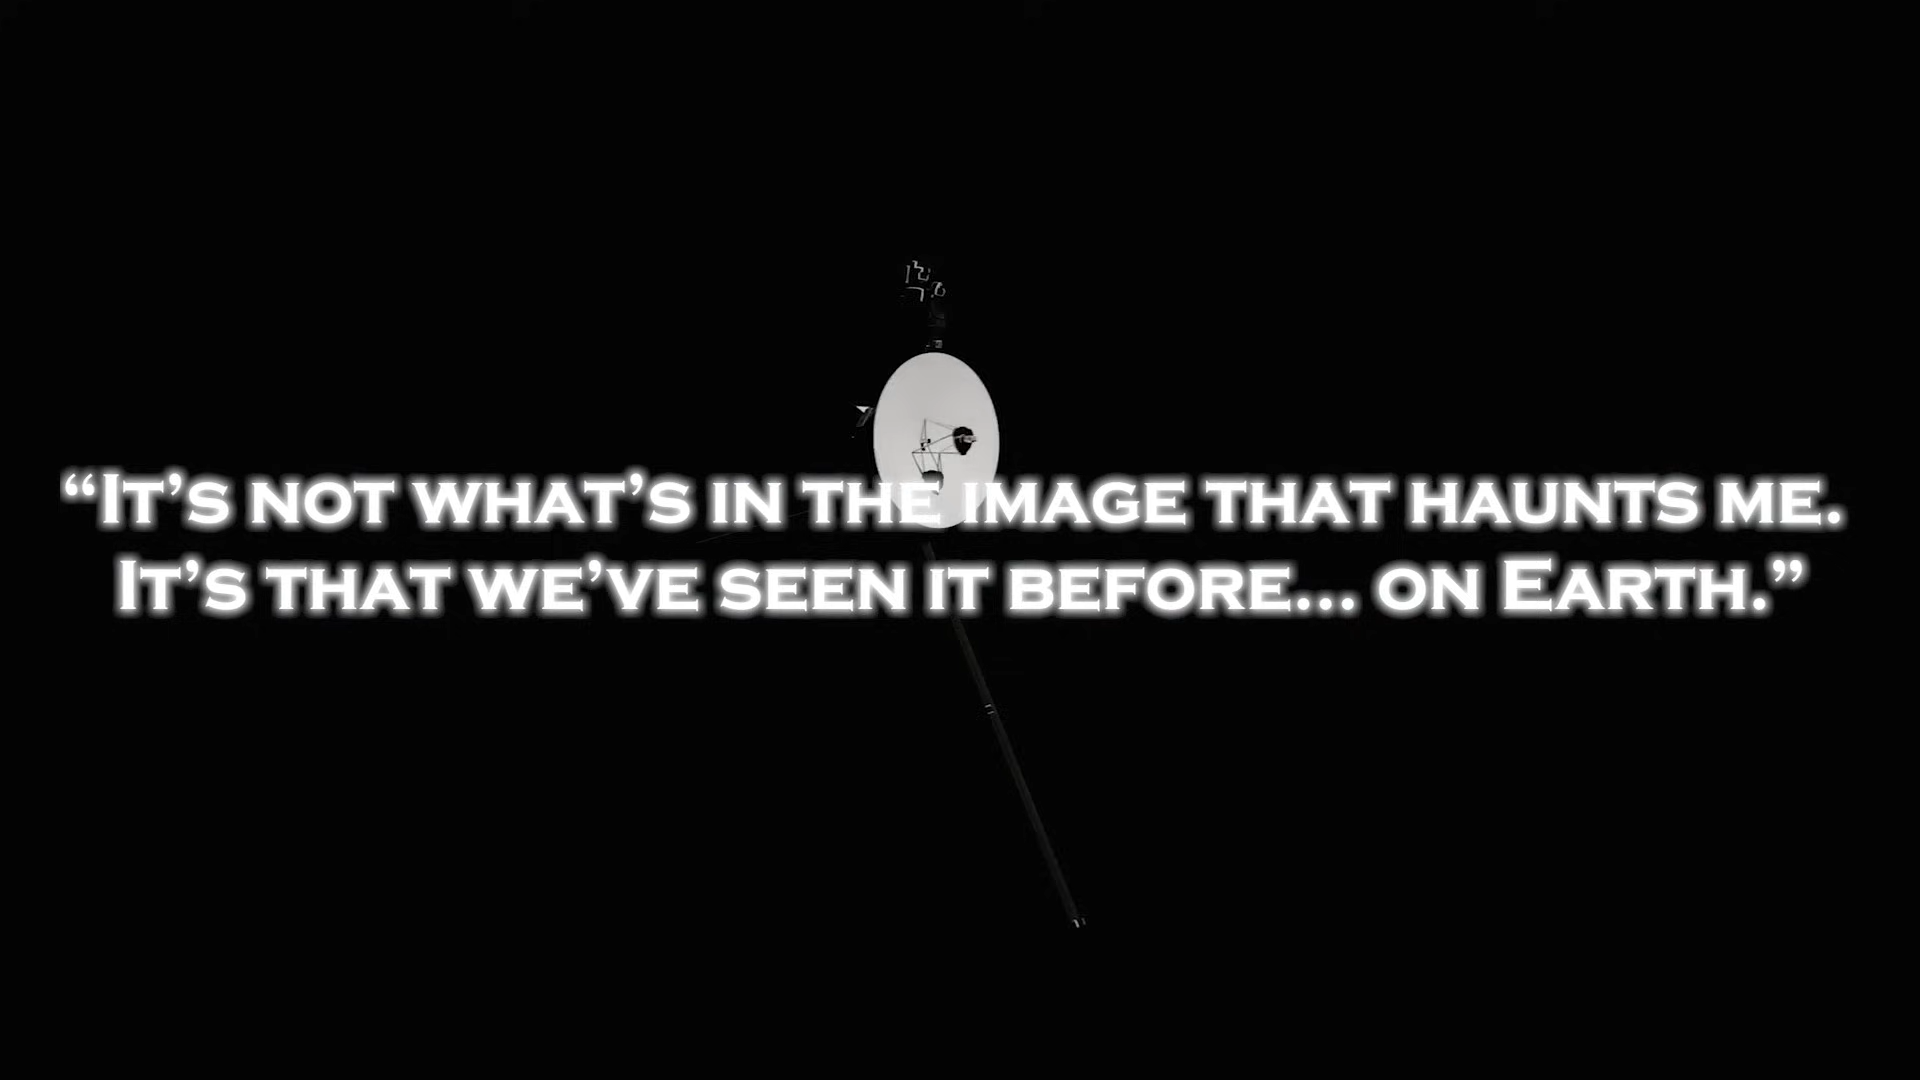 “It’s not what’s in the image that haunts me.
It’s that we’ve seen it before... on Earth.”